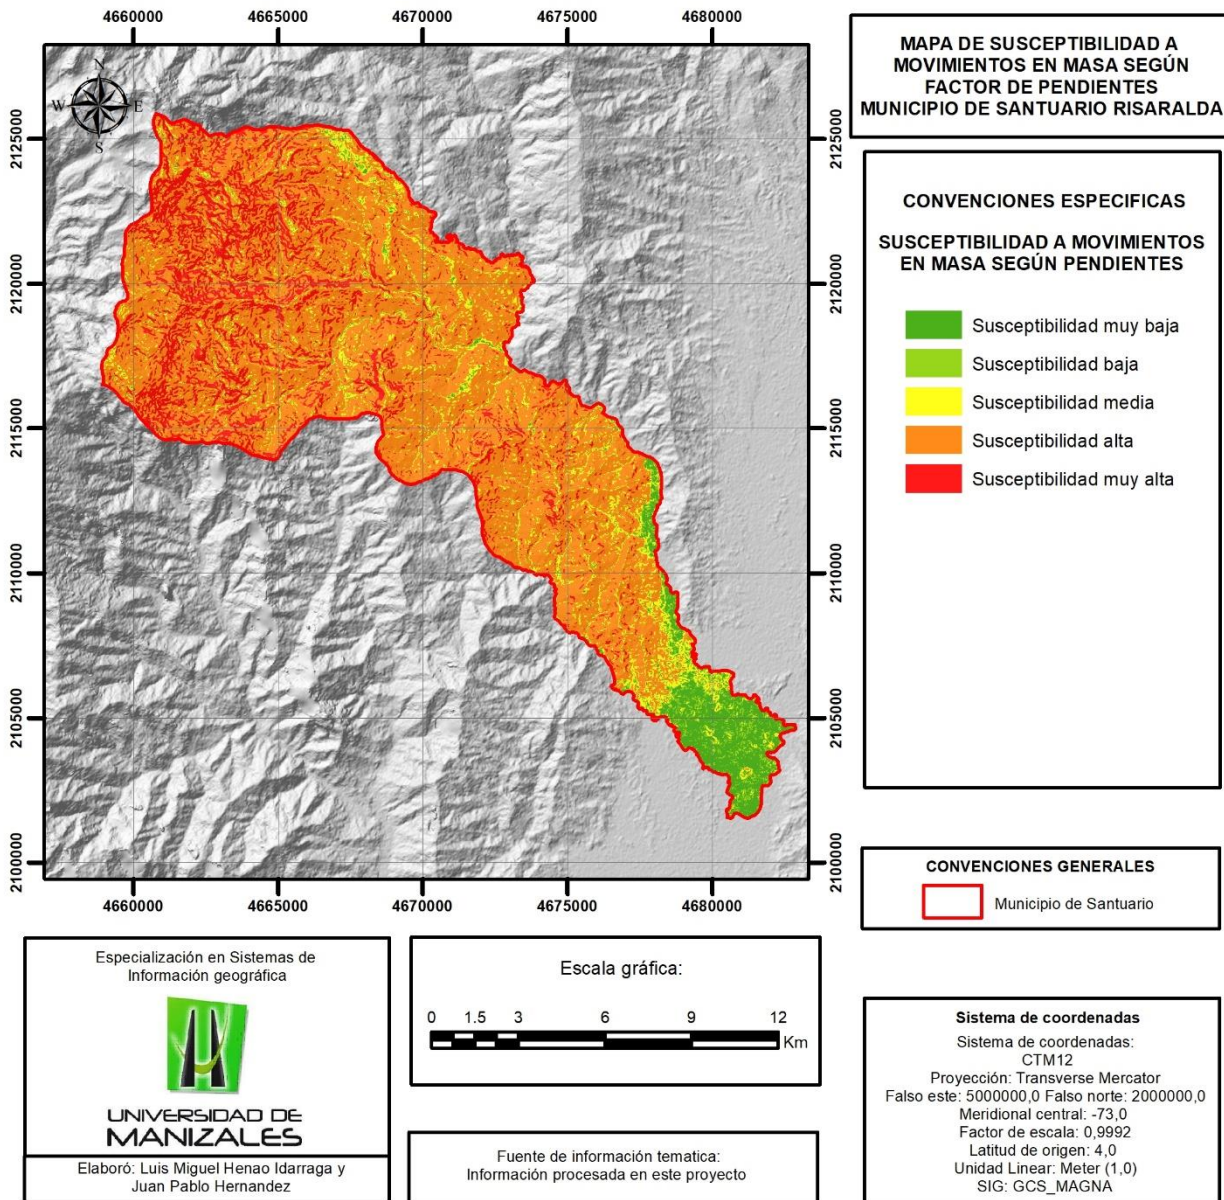 4660000 4665000 4670000 4675000 4680000
MAPA DE SUSCEPTIBILIDAD A
MOVIMIENTOS EN MASA SEGÚN
FACTOR DE PENDIENTES
MUNICIPIO DE SANTUARIO RISARALDA
N
W E
S
2125000 2125000
2120000 2120000
2115000 2115000
2110000 2110000
2105000 2105000
2100000 2100000
4660000 4665000 4670000 4675000 4680000
CONVENCIONES ESPECIFICAS
SUSCEPTIBILIDAD A MOVIMIENTOS
EN MASA SEGÚN PENDIENTES
Susceptibilidad muy baja
Susceptibilidad baja
Susceptibilidad media
Susceptibilidad alta
Susceptibilidad muy alta
CONVENCIONES GENERALES
Municipio de Santuario
Especialización en Sistemas de
Información geográfica
UNIVERSIDAD DE
MANIZALES
Elaboró: Luis Miguel Henao Idarraga y
Juan Pablo Hernandez
Escala gráfica:
0 1.5 3 6 9 12
Km
Fuente de información tematica:
Información procesada en este proyecto
Sistema de coordenadas
Sistema de coordenadas:
CTM12
Proyección: Transverse Mercator
Falso este: 5000000,0 Falso norte: 2000000,0
Meridional central: -73,0
Factor de escala: 0,9992
Latitud de origen: 4,0
Unidad Linear: Meter (1,0)
SIG: GCS_MAGNA